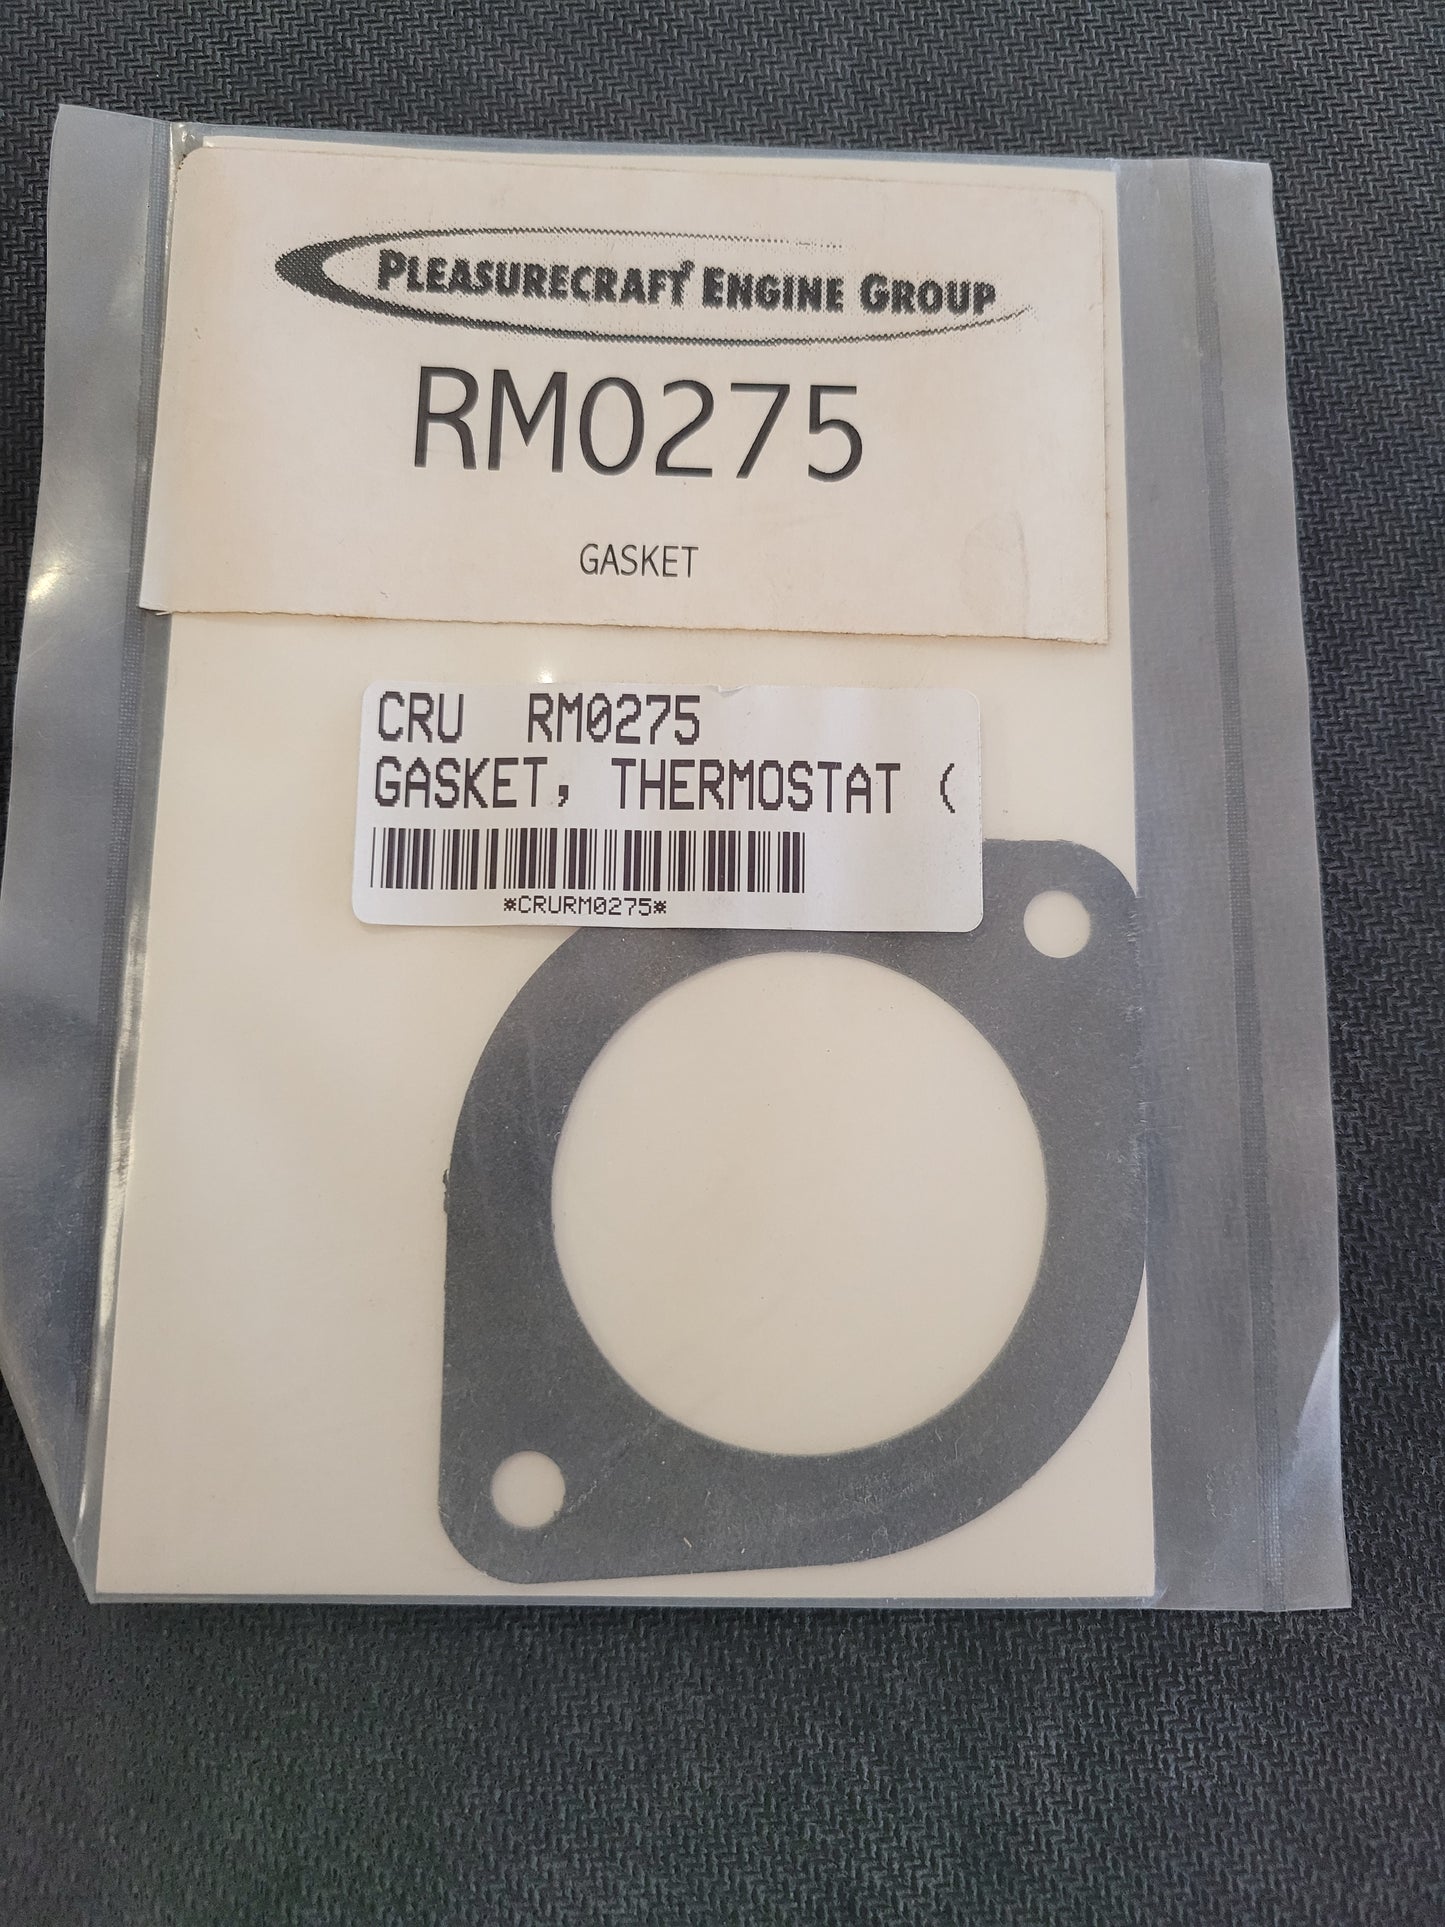 PLEASURECRAFT® ENGINE GROUP
RM0275
GASKET
CRU RM0275
GASKET, THERMOSTAT (
*CRURM0275*